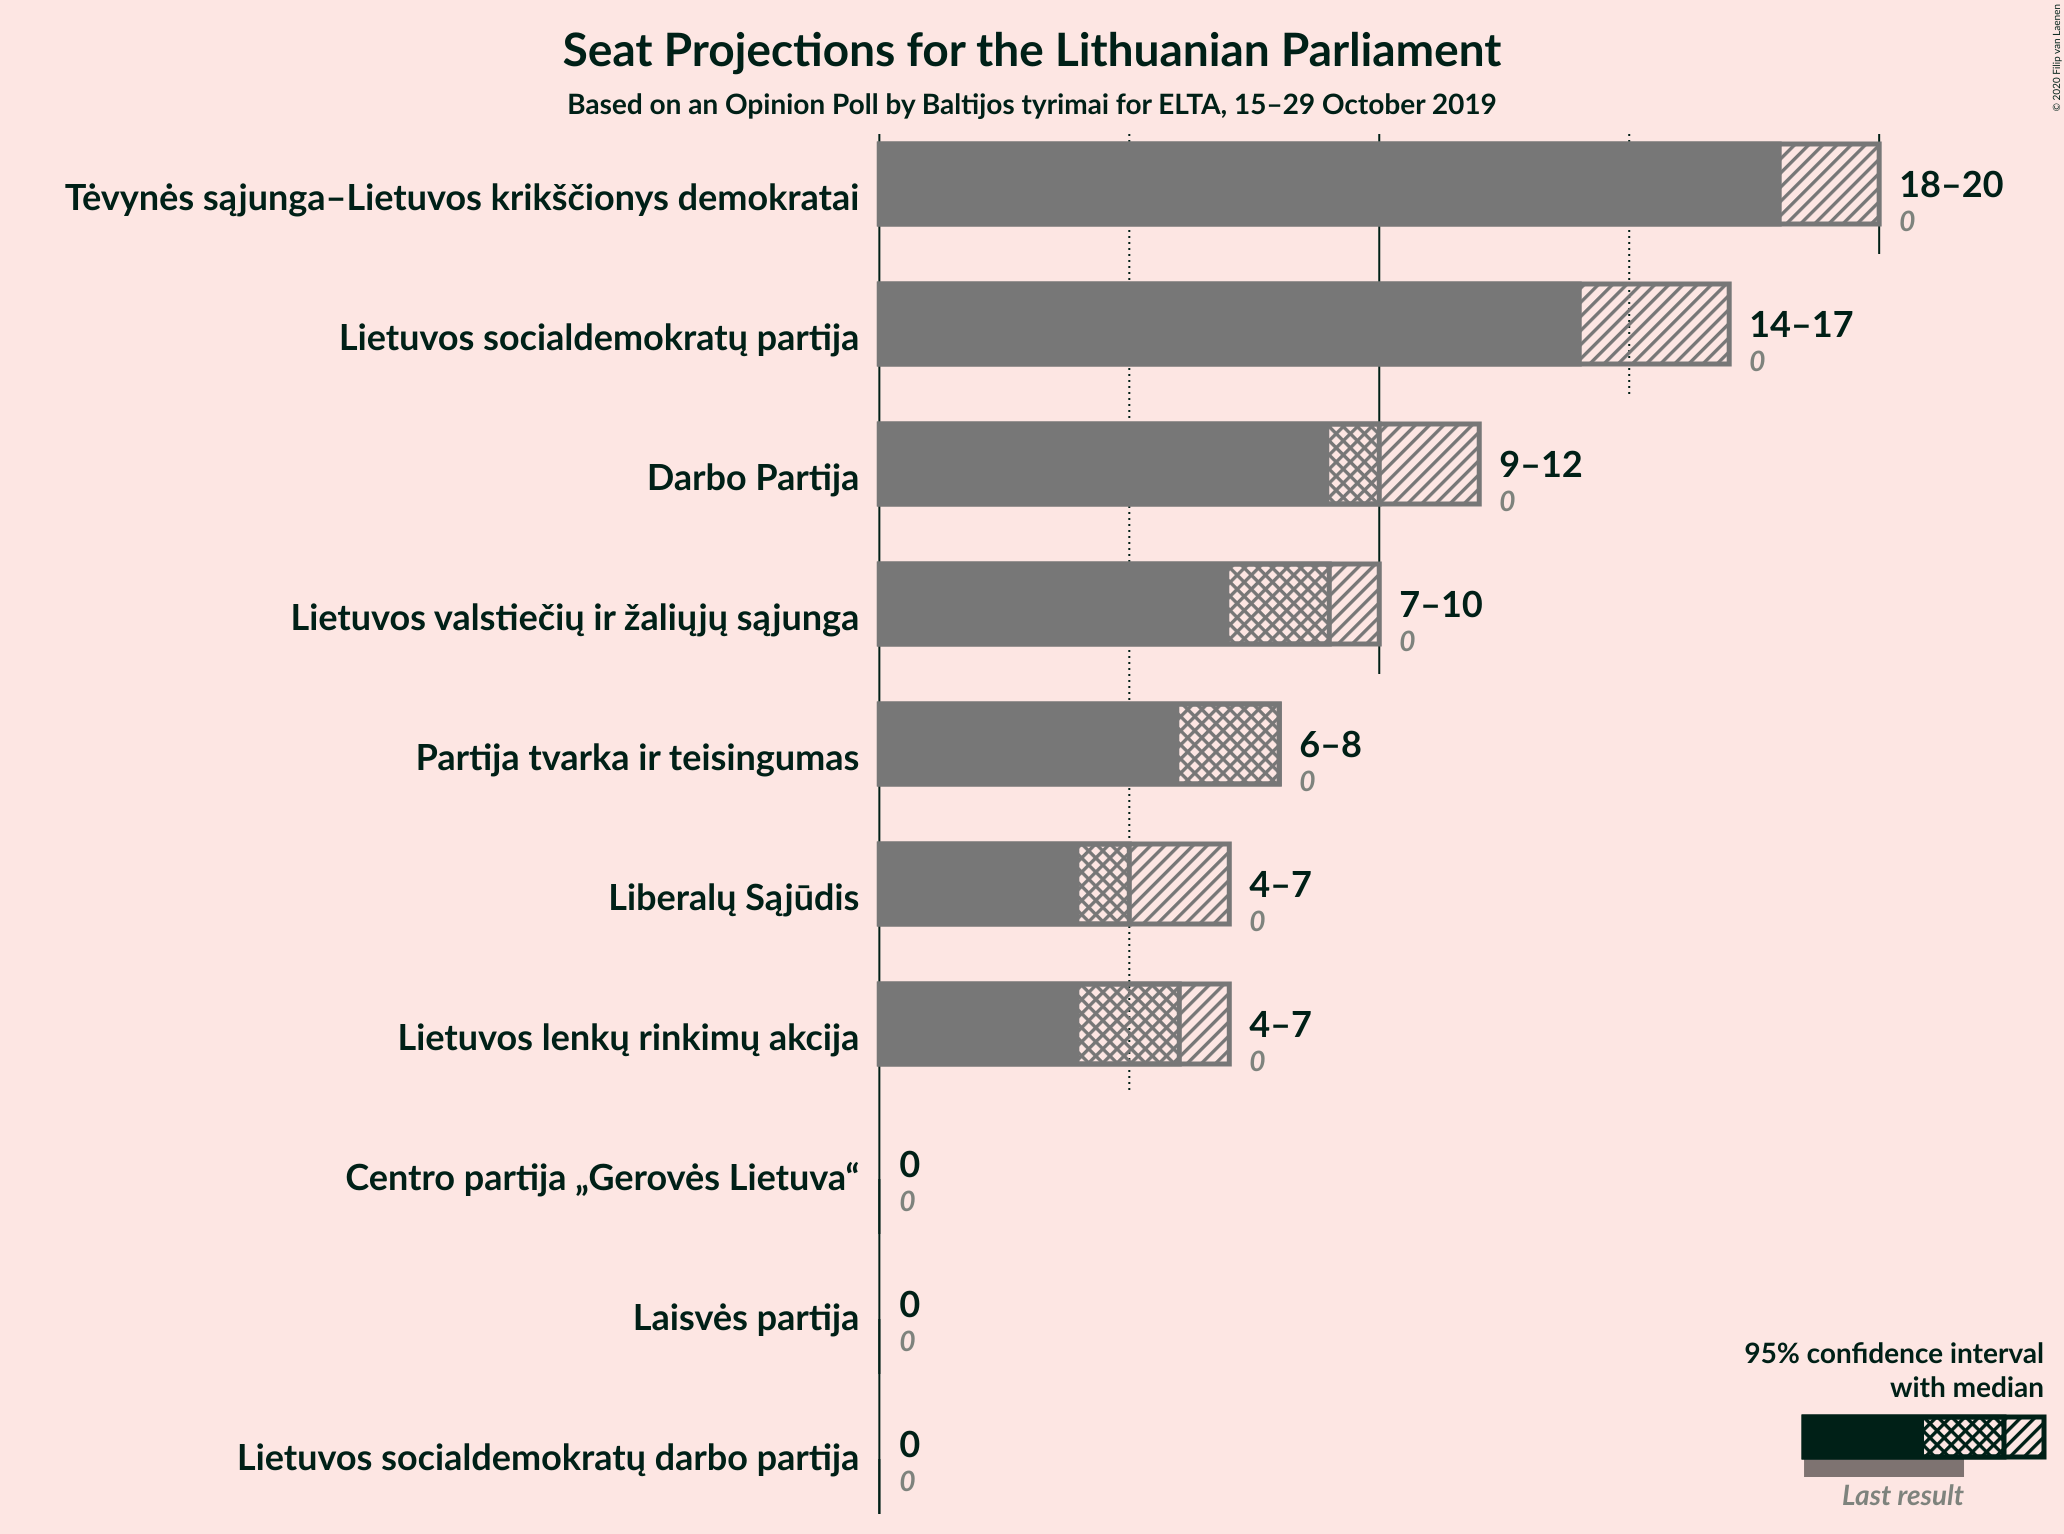 Seat Projections for the Lithuanian Parliament
Based on an Opinion Poll by Baltijos tyrimai for ELTA, 15–29 October 2019
© 2020 Filip van Laenen
Tėvynės sąjunga–Lietuvos krikščionys demokratai
18–20
0
Lietuvos socialdemokratų partija
14–17
0
Darbo Partija
9–12
0
Lietuvos valstiečių ir žaliųjų sąjunga
7–10
0
Partija tvarka ir teisingumas
6–8
0
Liberalų Sąjūdis
4–7
0
Lietuvos lenkų rinkimų akcija
4–7
0
Centro partija „Gerovės Lietuva“
0
0
Laisvės partija
0
0
Lietuvos socialdemokratų darbo partija
0
0
95% confidence interval
with median
Last result